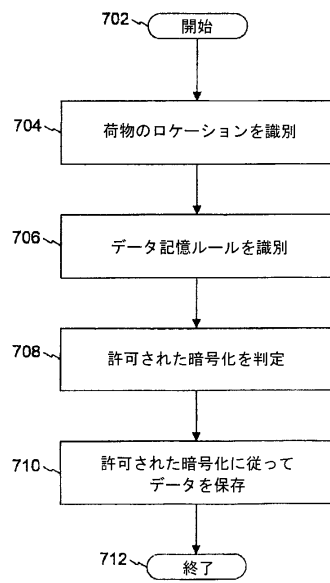 702
開始
704
荷物のロケーションを識別
706
データ記憶ルールを識別
708
許可された暗号化を判定
710
許可された暗号化に従って
データを保存
712
終了